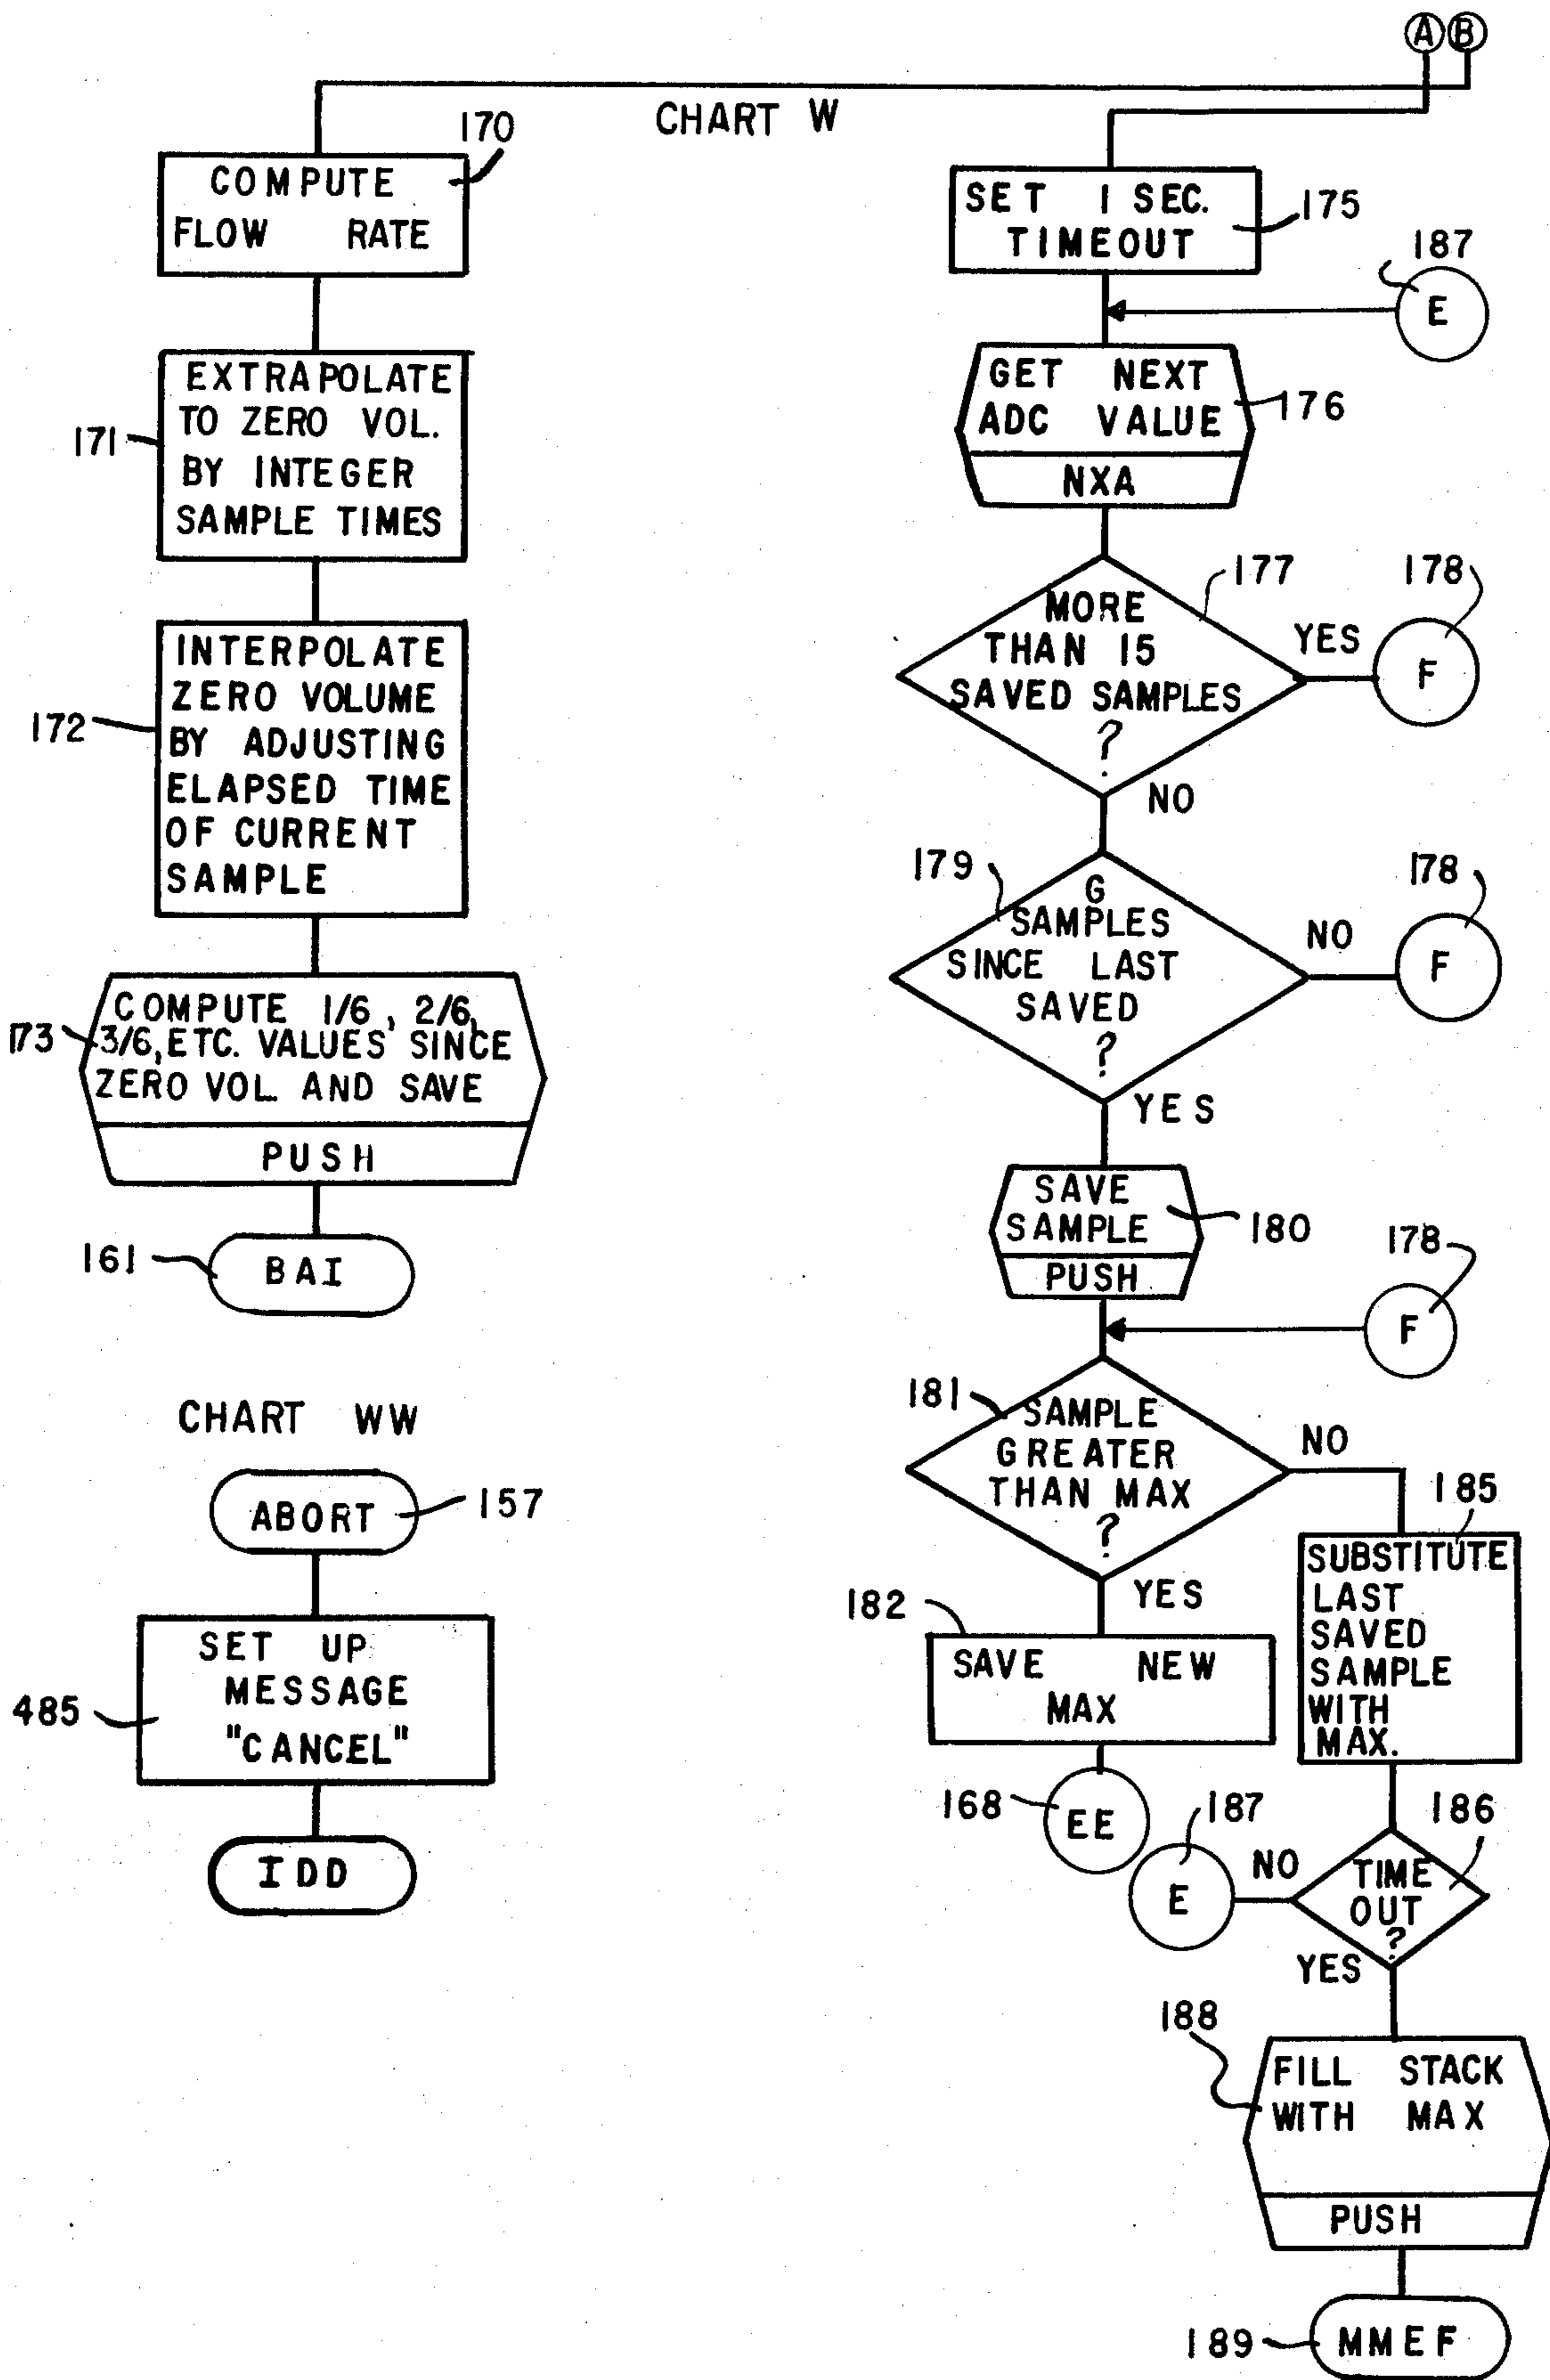 A B
CHART W
170
COMPUTE
FLOW RATE
171
EXTRAPOLATE
TO ZERO VOL.
BY INTEGER
SAMPLE TIMES
172
INTERPOLATE
ZERO VOLUME
BY ADJUSTING
ELAPSED TIME
OF CURRENT
SAMPLE
173
COMPUTE 1/6, 2/6,
3/6, ETC. VALUES SINCE
ZERO VOL. AND SAVE
PUSH
161
BAI
CHART WW
ABORT
157
SET UP
MESSAGE
"CANCEL"
485
IDD
SET 1 SEC.
TIMEOUT
175
187
E
GET NEXT
ADC VALUE
176
NXA
177
MORE
THAN 15
SAVED SAMPLES
?
YES
178
F
NO
179
G
SAMPLES
SINCE LAST
SAVED
?
NO
178
F
YES
SAVE
SAMPLE
180
PUSH
178
F
181
SAMPLE
GREATER
THAN MAX
?
NO
YES
182
SAVE NEW
MAX
168
EE
185
SUBSTITUTE
LAST
SAVED
SAMPLE
WITH
MAX.
186
TIME
OUT
?
NO
187
E
YES
188
FILL STACK
WITH MAX
PUSH
189
MMEF